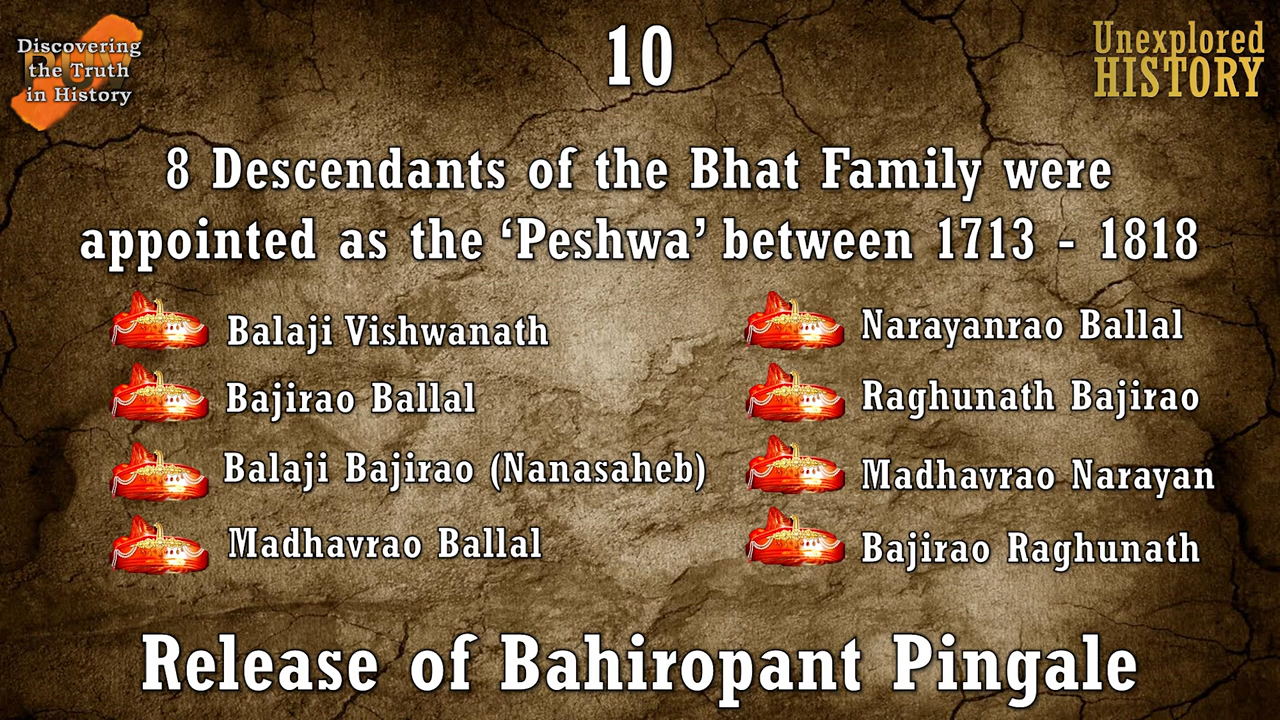 Discovering
the Truth
in History
10
Unexplored
HISTORY
8 Descendants of the Bhat Family were
appointed as the ‘Peshwa’ between 1713 - 1818
Balaji Vishwanath
Bajirao Ballal
Balaji Bajirao (Nanasaheb)
Madhavrao Ballal
Narayanrao Ballal
Raghunath Bajirao
Madhavrao Narayan
Bajirao Raghunath
Release of Bahiropant Pingale